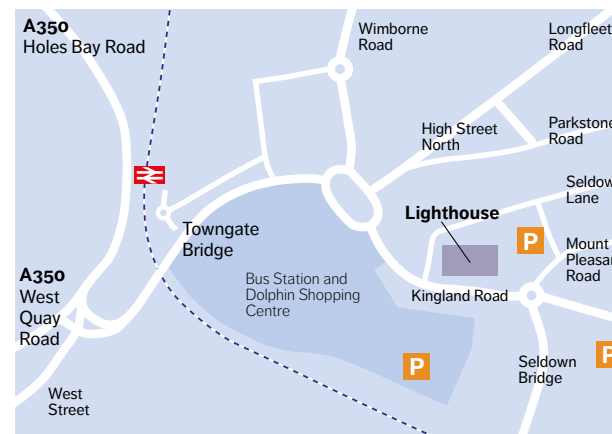 A350
Holes Bay Road
Wimborne
Road
Longfleet
Road
High Street
North
Parkstone
Road
Seldow
Lane
Lighthouse
P
Towngate
Bridge
Mount
Pleasan
Road
A350
West
Quay
Road
Bus Station and
Dolphin Shopping
Centre
Kingland Road
P
P
Seldown
Bridge
West
Street